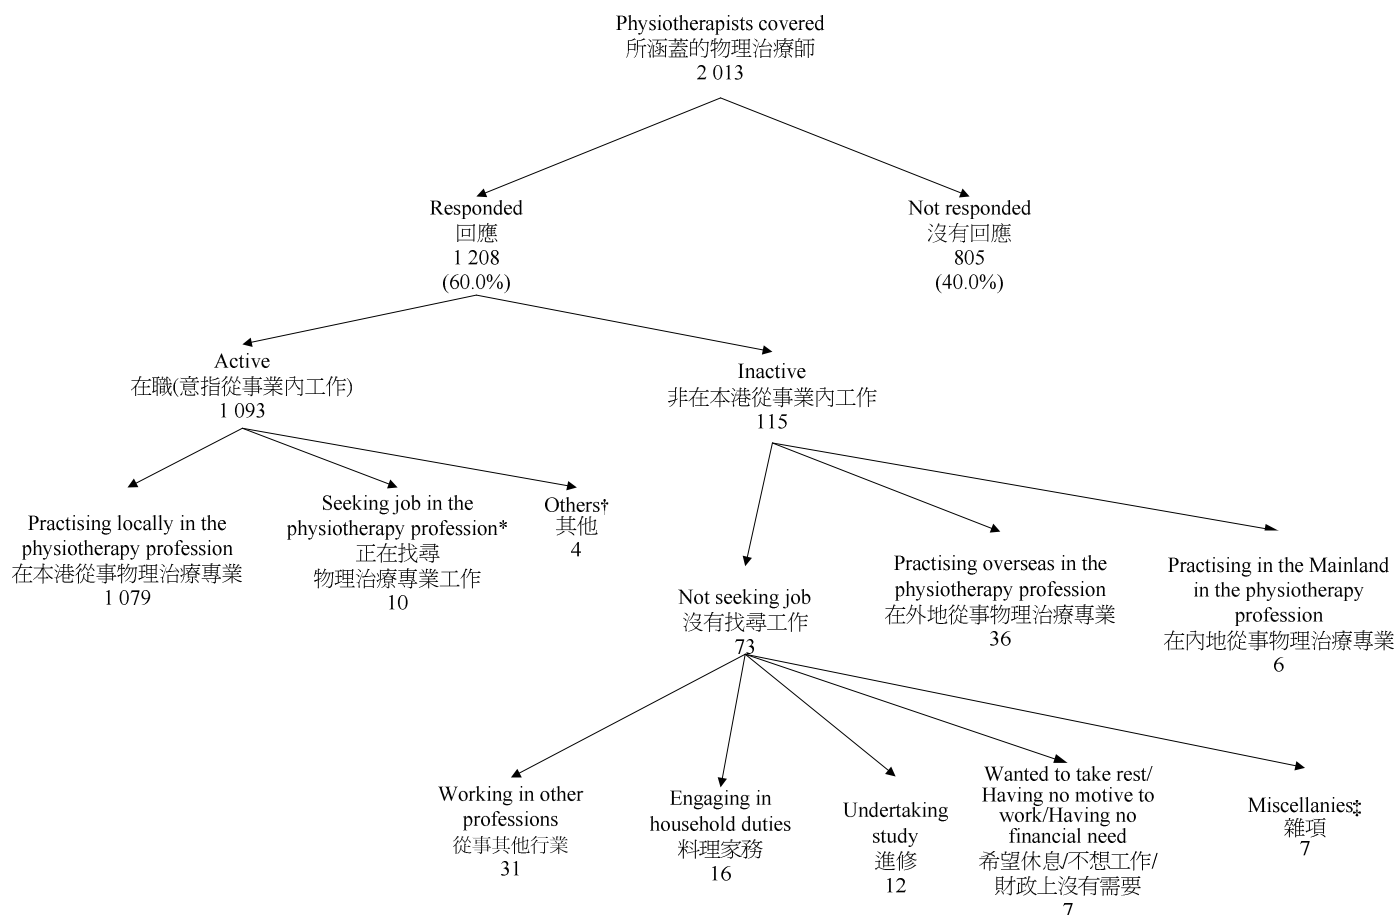 Physiotherapists covered
所涵蓋的物理治療師
2 013
Responded
回應
1 208
(60.0%)
Not responded
沒有回應
805
(40.0%)
Active
在職(意指從事業內工作)
1 093
Inactive
非在本港從事業內工作
115
Practising locally in the
physiotherapy profession
在本港從事物理治療專業
1 079
Seeking job in the
physiotherapy profession*
正在找尋
物理治療專業工作
10
Others†
其他
4
Not seeking job
沒有找尋工作
73
Practising overseas in the
physiotherapy profession
在外地從事物理治療專業
36
Practising in the Mainland
in the physiotherapy
profession
在內地從事物理治療專業
6
Working in other
professions
從事其他行業
31
Engaging in
household duties
料理家務
16
Undertaking
study
進修
12
Wanted to take rest/
Having no motive to
work/Having no
financial need
希望休息/不想工作/
財政上沒有需要
7
Miscellanies‡
雜項
7